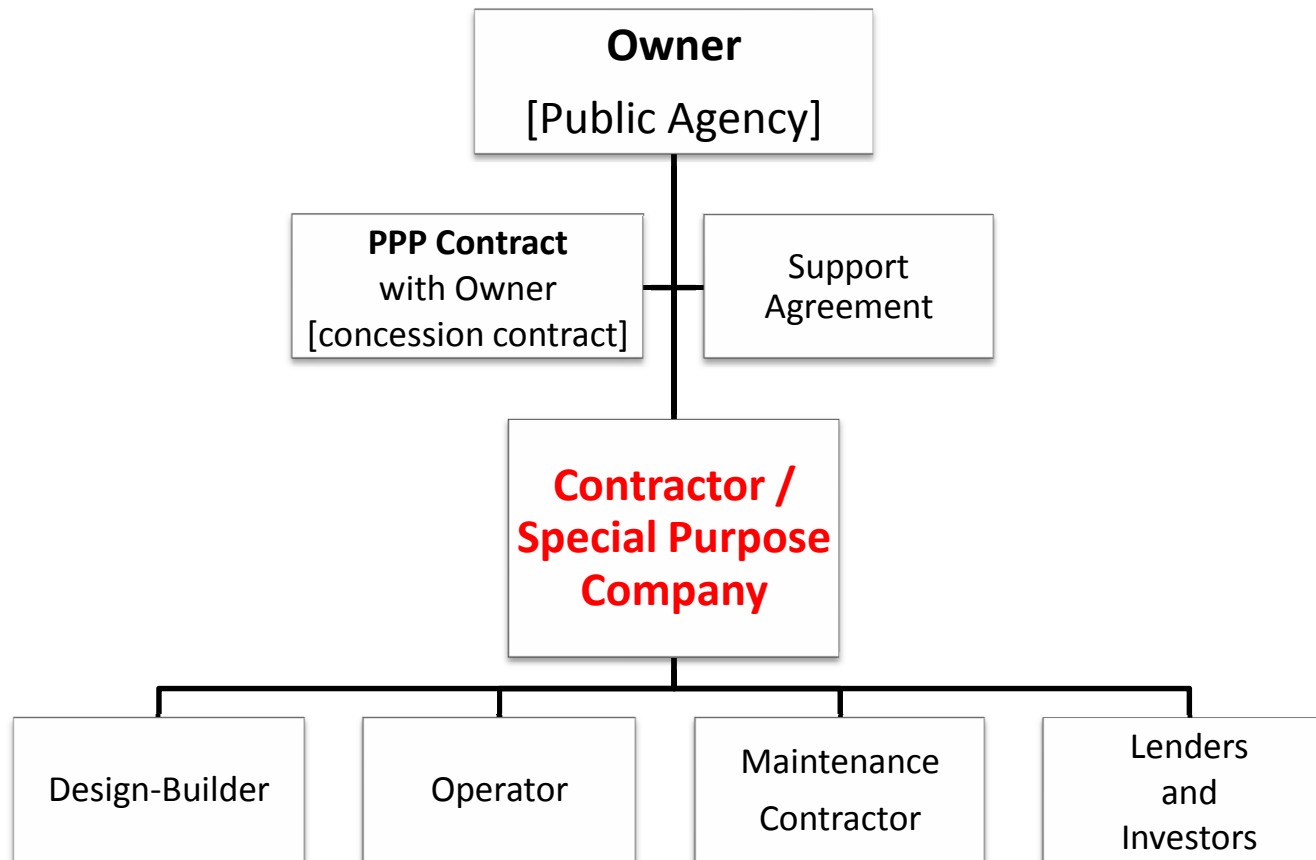 Owner
[Public Agency]
PPP Contract
with Owner
[concession contract]
Support
Agreement
Contractor /
Special Purpose
Company
Design-Builder
Operator
Maintenance
Contractor
Lenders
and
Investors